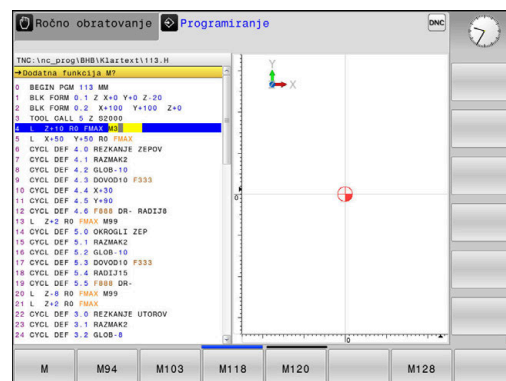 Ročno obratovanje Programiranje DNC
TNC:\nc_prog\BHB\Klartext\113.H
→Dodatna funkcija M?
0 BEGIN PGM 113 MM
1 BLK FORM 0.1 Z X+0 Y+0 Z-20
2 BLK FORM 0.2 X+100 Y+100 Z+0
3 TOOL CALL 5 Z S2000
4 L Z+10 R0 FMAX M3
5 L X+50 Y+50 R0 FMAX
6 CYCL DEF 4.0 REZKANJE ZEPOV
7 CYCL DEF 4.1 RAZMAK2
8 CYCL DEF 4.2 GLOB-10
9 CYCL DEF 4.3 DOVOD10 F333
10 CYCL DEF 4.4 X+30
11 CYCL DEF 4.5 Y+90
12 CYCL DEF 4.6 F888 DR- RADIJ8
13 L Z+2 R0 FMAX M99
14 CYCL DEF 5.0 OKROGLI ZEP
15 CYCL DEF 5.1 RAZMAK2
16 CYCL DEF 5.2 GLOB-10
17 CYCL DEF 5.3 DOVOD10 F333
18 CYCL DEF 5.4 RADIJ15
19 CYCL DEF 5.5 F888 DR-
20 L Z-8 R0 FMAX M99
21 L Z+2 R0 FMAX
22 CYCL DEF 3.0 REZKANJE UTOROV
23 CYCL DEF 3.1 RAZMAK2
24 CYCL DEF 3.2 GLOB-6
Y
X
0
0
M M94 M103 M118 M120 M128